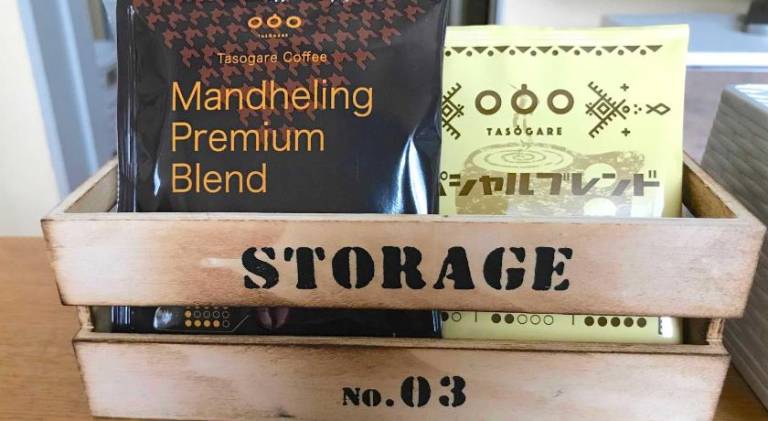 TASOGARE
Tasogare Coffee
Mandheling
Premium
Blend
TASOGARE
ペシャルブレンド
STORAGE
No.03